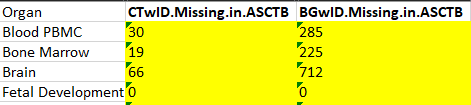 Organ CTwID.Missing.in.ASCTB BGwID.Missing.in.ASCTB
Blood PBMC 30 285
Bone Marrow 19 225
Brain 66 712
Fetal Development 0 0